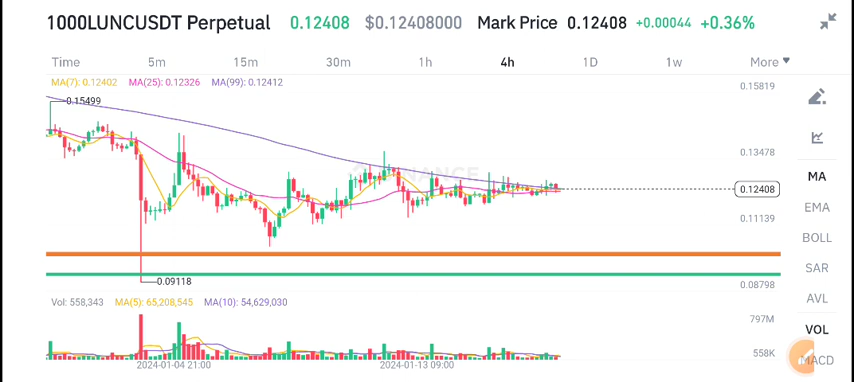 1000LUNCUSDT Perpetual 0.12408 $0.12408000 Mark Price 0.12408 +0.00044 +0.36%
Time 5m 15m 30m 1h 4h 1D 1w More
MA(7): 0.12402 MA(25): 0.12326 MA(99): 0.12412
0.15819
0.15499
0.13478
BINANCE
MA
0.12408
EMA
0.11139
BOLL
SAR
0.09118
0.08798
AVL
Vol: 558,343 MA(5): 65,208,545 MA(10): 54,629,030
797M
VOL
558K
MACD
2024-01-04 21:00 2024-01-13 09:00